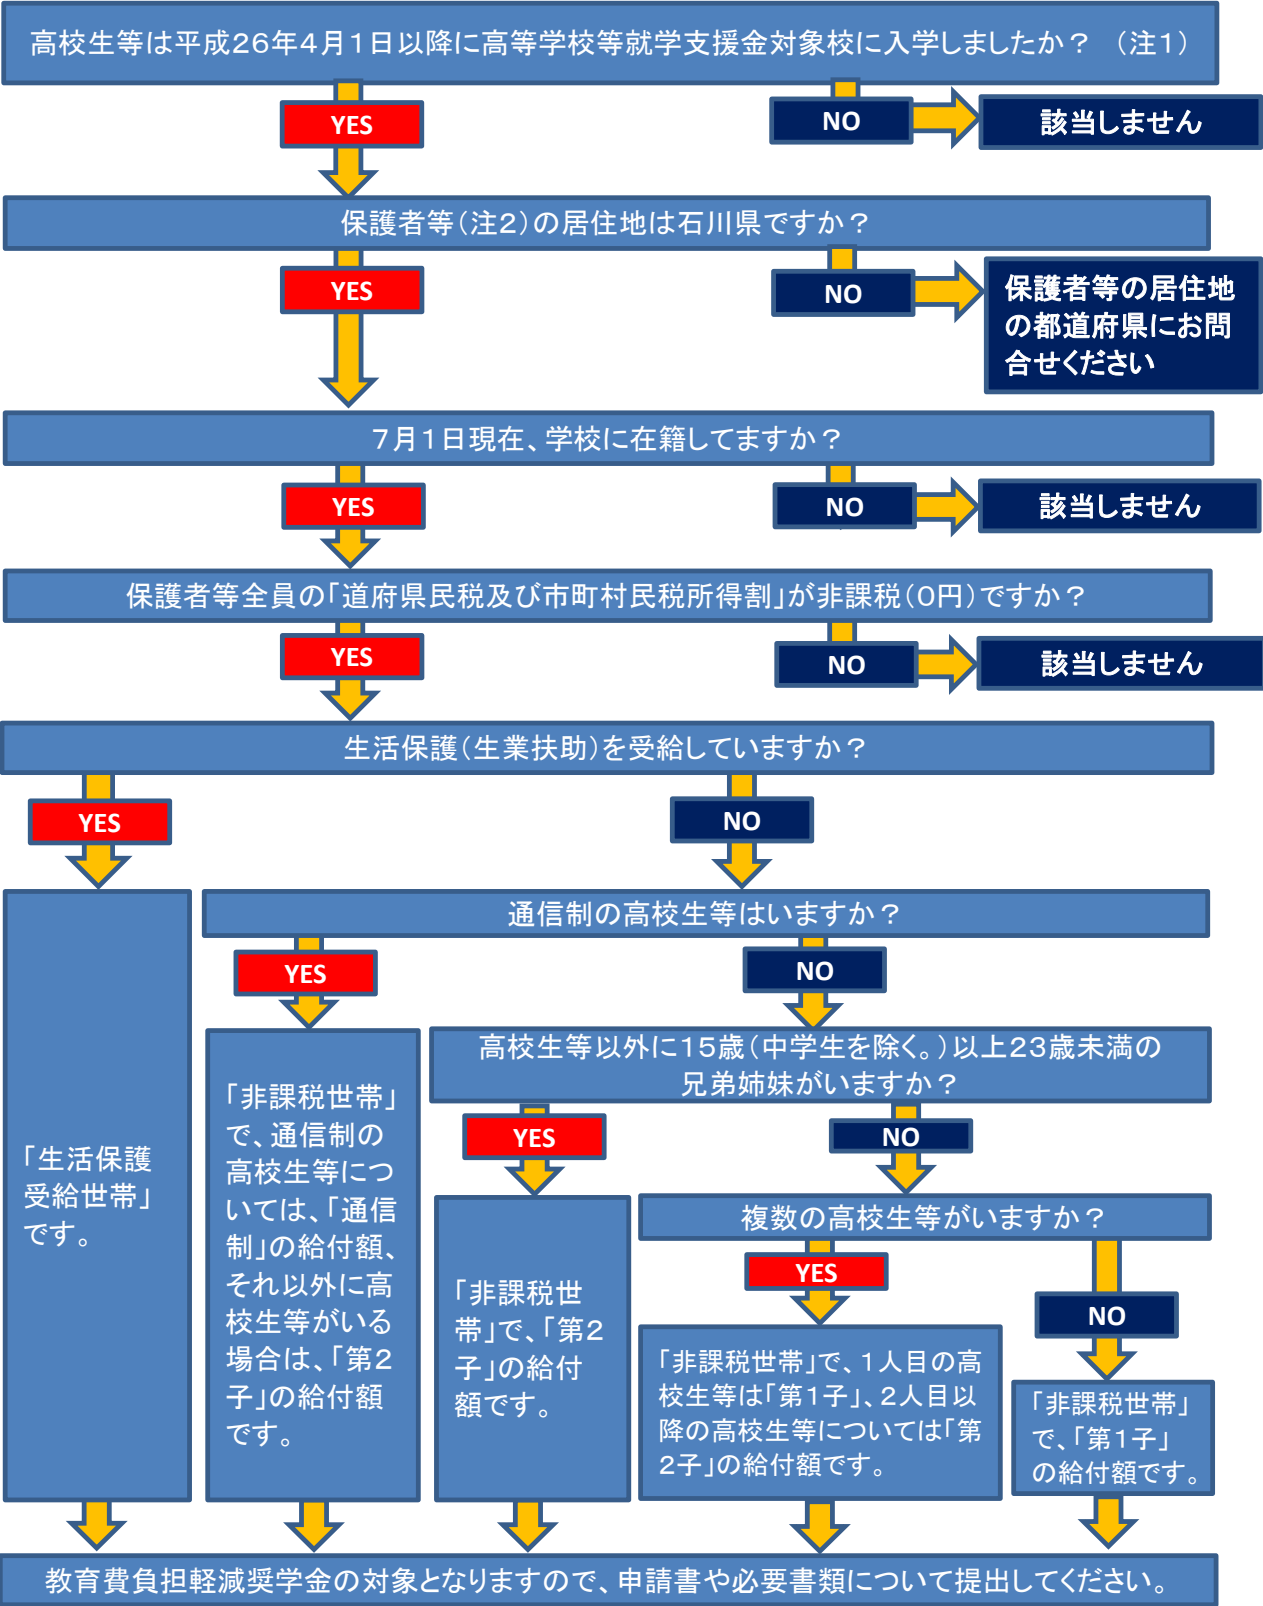 高校生等は平成26年4月1日以降に高等学校等就学支援金対象校に入学しましたか？　（注1）
YES
NO
該当しません
保護者等（注2）の居住地は石川県ですか？
YES
NO
保護者等の居住地
の都道府県にお問
合せください
7月1日現在、学校に在籍してますか？
YES
NO
該当しません
保護者等全員の「道府県民税及び市町村民税所得割」が非課税（0円）ですか？
YES
NO
該当しません
生活保護（生業扶助）を受給していますか？
YES
NO
通信制の高校生等はいますか？
YES
NO
高校生等以外に15歳（中学生を除く。）以上23歳未満の
兄弟姉妹がいますか？
YES
NO
複数の高校生等がいますか？
YES
NO
「生活保護
受給世帯」
です。
「非課税世帯」
で、通信制の
高校生等につ
いては、「通信
制」の給付額、
それ以外に高
校生等がいる
場合は、「第2
子」の給付額
です。
「非課税世
帯」で、「第2
子」の給付
額です。
「非課税世帯」で、1人目の高
校生等は「第1子」、2人目以
降の高校生等については「第
2子」の給付額です。
「非課税世帯」
で、「第1子」
の給付額です。
教育費負担軽減奨学金の対象となりますので、申請書や必要書類について提出してください。